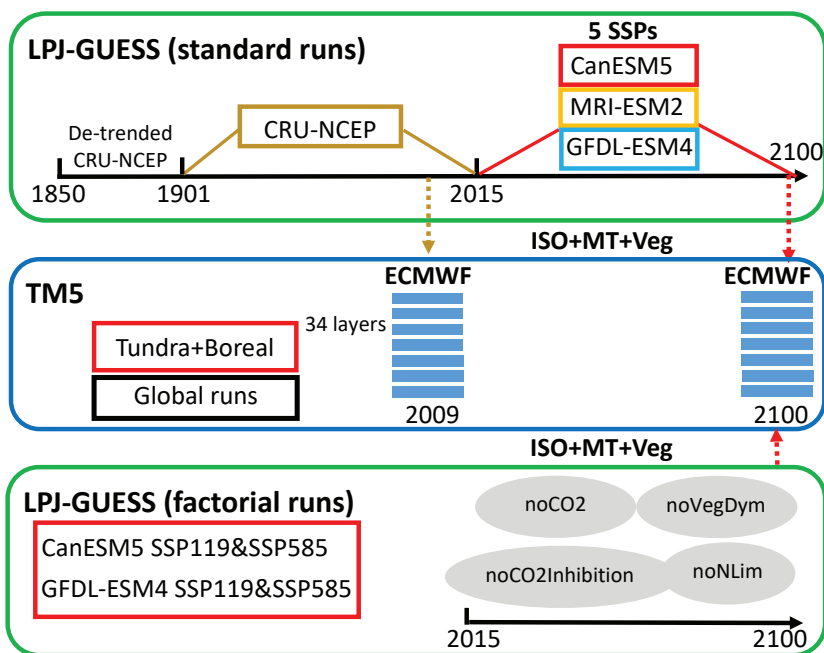 LPJ-GUESS (standard runs)
5 SSPs
CanESM5
MRI-ESM2
GFDL-ESM4
De-trended
CRU-NCEP
CRU-NCEP
1850
1901
2015
2100
ISO+MT+Veg
TM5
ECMWF
ECMWF
34 layers
Tundra+Boreal
Global runs
2009
2100
ISO+MT+Veg
LPJ-GUESS (factorial runs)
CanESM5 SSP119&SSP585
GFDL-ESM4 SSP119&SSP585
noCO2
noVegDym
noCO2Inhibition
noNLim
2015
2100